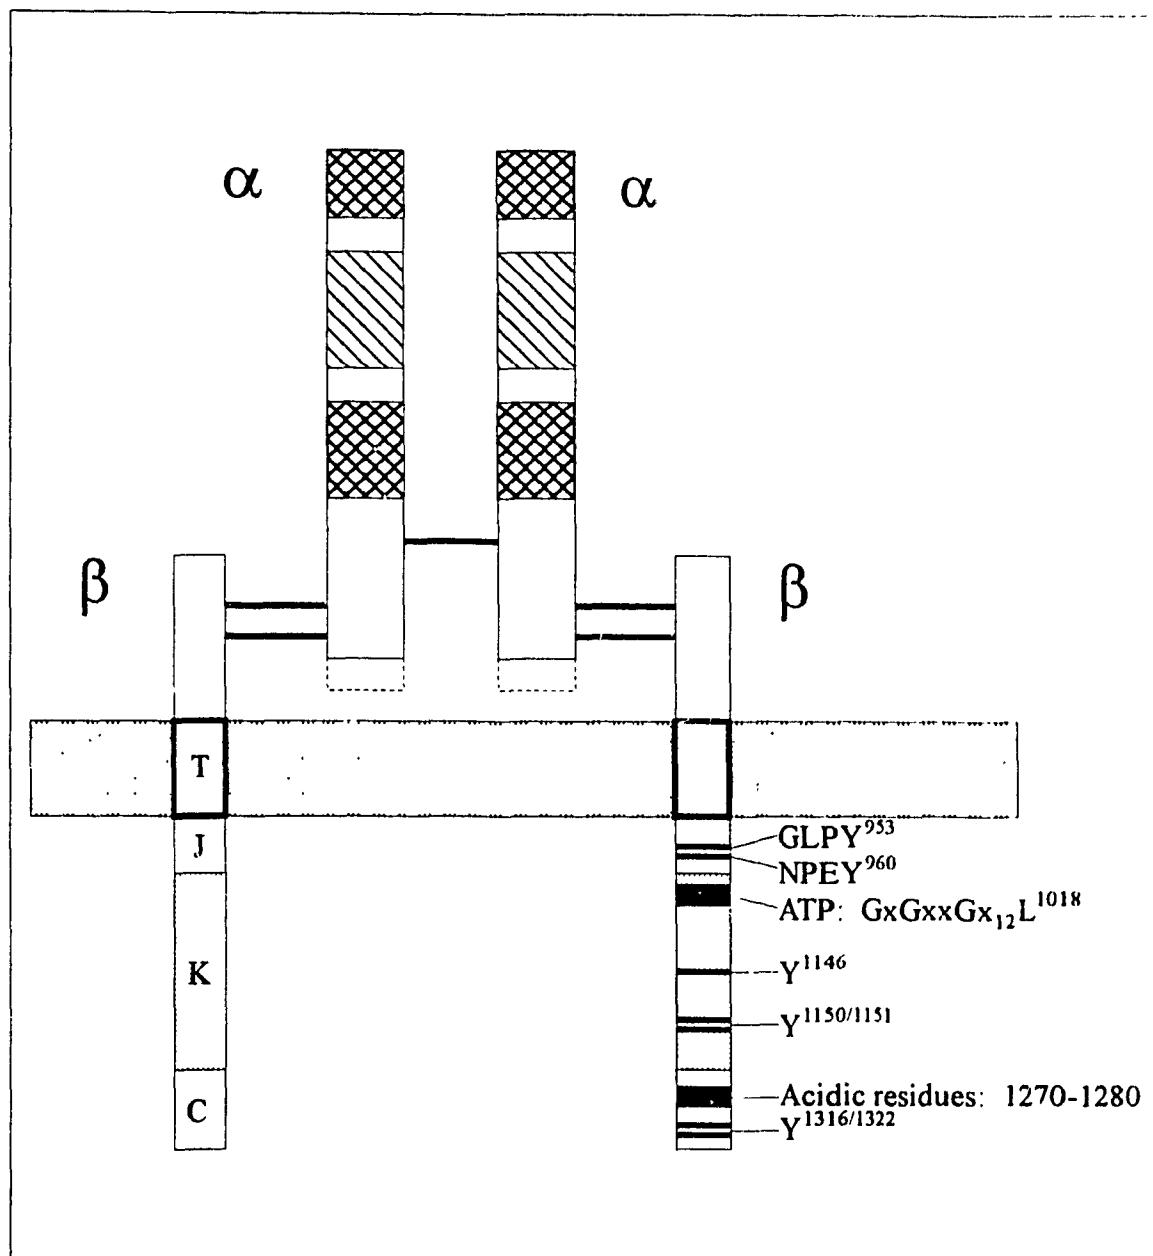 α
α
β
β
T
J
K
C
GLPY⁹⁵³
NPEY⁹⁶⁰
ATP: GxGxxGx₁₂L¹⁰¹⁸
Y¹¹⁴⁶
Y¹¹⁵⁰/¹¹⁵¹
Acidic residues: 1270-1280
Y¹³¹⁶/¹³²²